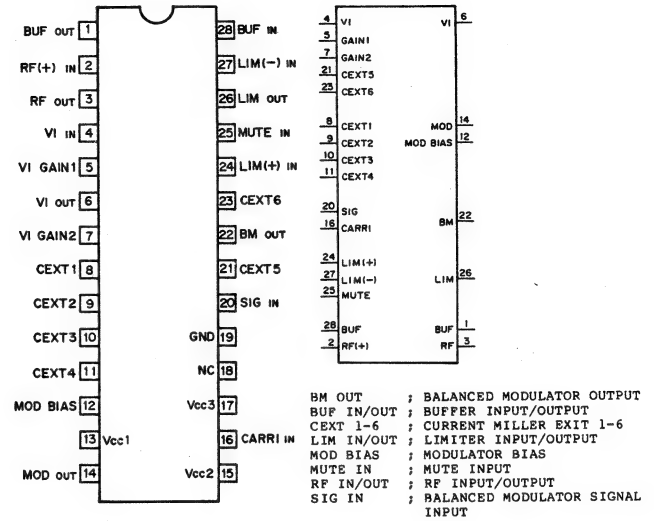 BUF OUT 1
RF(+) IN 2
RF OUT 3
VI IN 4
VI GAIN1 5
VI OUT 6
VI GAIN2 7
CEXT1 8
CEXT2 9
CEXT3 10
CEXT4 11
MOD BIAS 12
13 Vcc1
MOD OUT 14
28 BUF IN
27 LIM(-) IN
26 LIM OUT
25 MUTE IN
24 LIM(+) IN
23 CEXT6
22 BM OUT
21 CEXT5
20 SIG IN
GND 19
NC 18
Vcc3 17
16 CARRI IN
Vcc2 15
4 VI
5 GAIN1
7 GAIN2
21 CEXT5
23 CEXT6
8 CEXT1
9 CEXT2
10 CEXT3
11 CEXT4
20 SIG
16 CARRI
24 LIM(+)
27 LIM(-)
25 MUTE
28 BUF
2 RF(+)
VI 6
MOD 14
MOD BIAS 12
BM 22
LIM 26
BUF 1
RF 3
BM OUT ; BALANCED MODULATOR OUTPUT
BUF IN/OUT ; BUFFER INPUT/OUTPUT
CEXT 1-6 ; CURRENT MILLER EXIT 1-6
LIM IN/OUT ; LIMITER INPUT/OUTPUT
MOD BIAS ; MODULATOR BIAS
MUTE IN ; MUTE INPUT
RF IN/OUT ; RF INPUT/OUTPUT
SIG IN ; BALANCED MODULATOR SIGNAL
INPUT